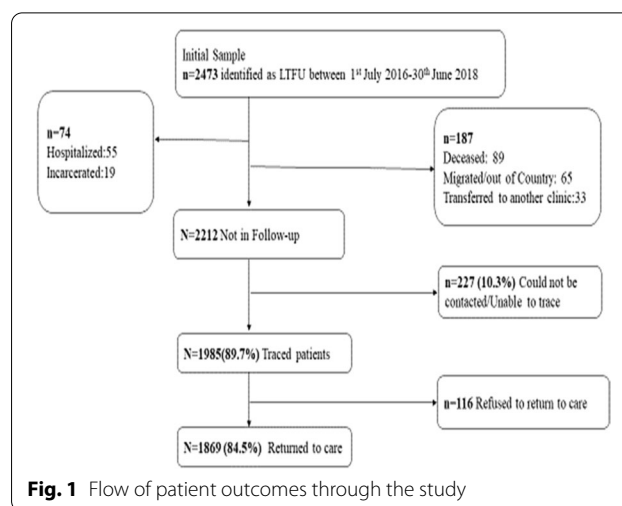 Initial Sample
n=2473 identified as LTFU between 1st July 2016-30th June 2018
n=74
Hospitalized:55
Incarcerated:19
n=187
Deceased: 89
Migrated/out of Country: 65
Transferred to another clinic:33
N=2212 Not in Follow-up
n=227 (10.3%) Could not be
contacted/Unable to trace
N=1985(89.7%) Traced patients
n=116 Refused to return to care
N=1869 (84.5%) Returned to care
Fig. 1 Flow of patient outcomes through the study